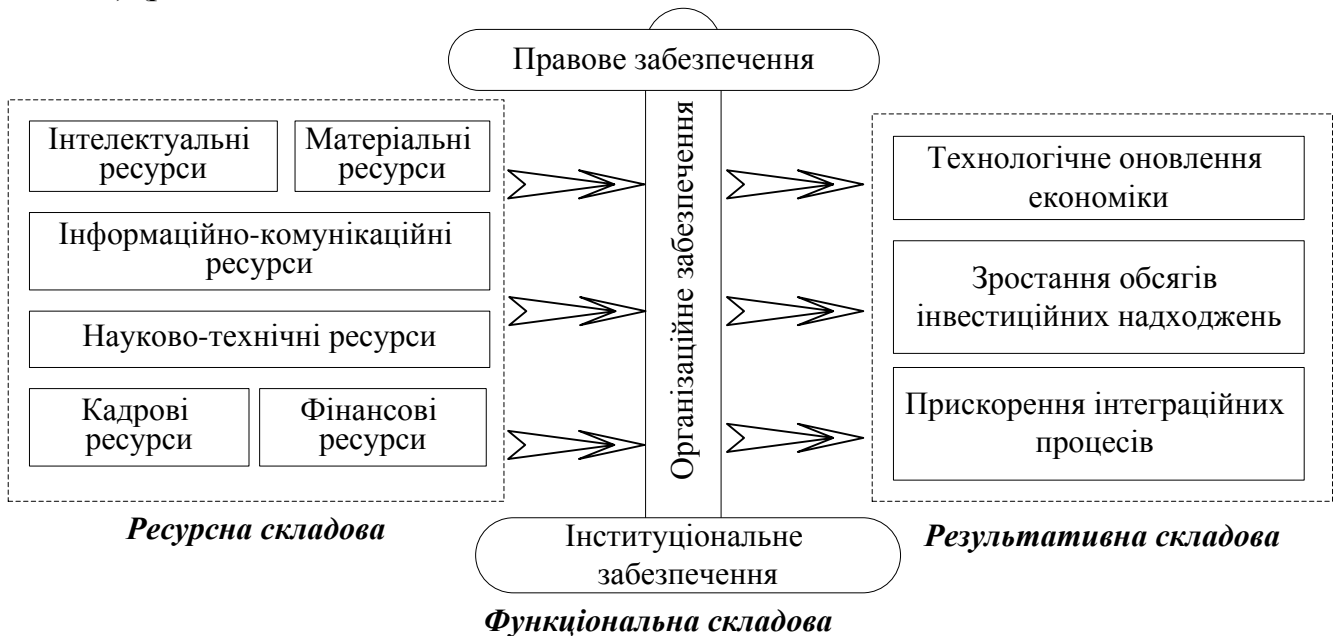 Правове забезпечення
Інтелектуальні
ресурси
Матеріальні
ресурси
Інформаційно-комунікаційні
ресурси
Науково-технічні ресурси
Кадрові
ресурси
Фінансові
ресурси
Ресурсна складова
Організаційне забезпечення
Інституціональне
забезпечення
Функціональна складова
Технологічне оновлення
економіки
Зростання обсягів
інвестиційних надходжень
Прискорення інтеграційних
процесів
Результативна складова